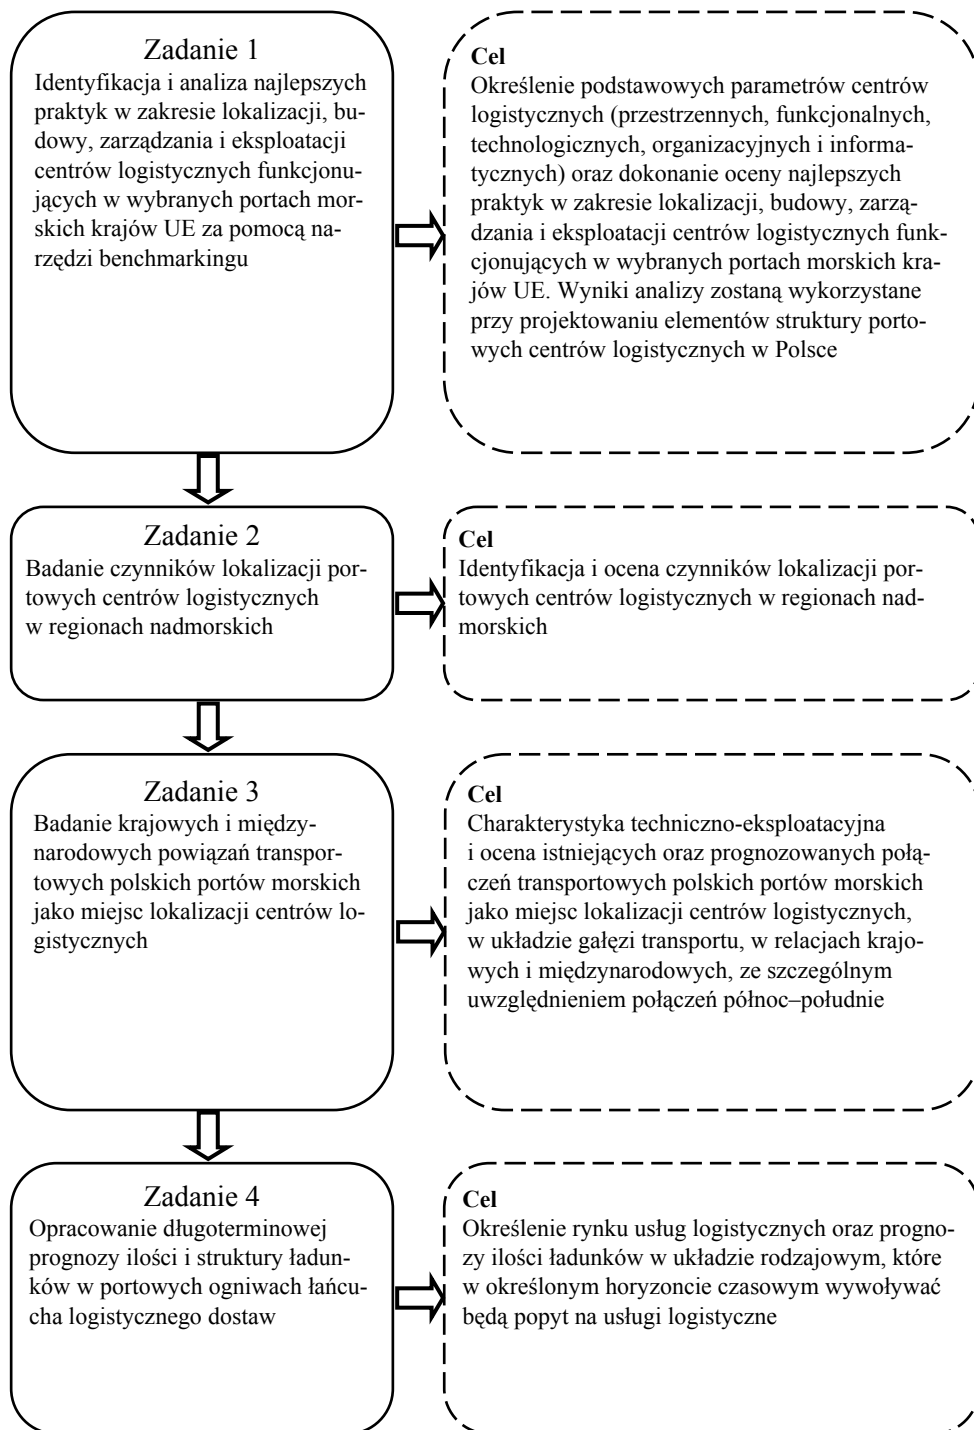 Zadanie 1
Identyfikacja i analiza najlepszych
praktyk w zakresie lokalizacji, bu-
dowy, zarządzania i eksploatacji
centrów logistycznych funkcjonu-
jących w wybranych portach mor-
skich krajów UE za pomocą na-
rzędzi benchmarkingu
Cel
Określenie podstawowych parametrów centrów
logistycznych (przestrzennych, funkcjonalnych,
technologicznych, organizacyjnych i informa-
tycznych) oraz dokonanie oceny najlepszych
praktyk w zakresie lokalizacji, budowy, zarzą-
dzania i eksploatacji centrów logistycznych funk-
cjonujących w wybranych portach morskich kra-
jów UE. Wyniki analizy zostaną wykorzystane
przy projektowaniu elementów struktury porto-
wych centrów logistycznych w Polsce
Zadanie 2
Badanie czynników lokalizacji por-
towych centrów logistycznych
w regionach nadmorskich
Cel
Identyfikacja i ocena czynników lokalizacji por-
towych centrów logistycznych w regionach nad-
morskich
Zadanie 3
Badanie krajowych i między-
narodowych powiązań transpor-
towych polskich portów morskich
jako miejsc lokalizacji centrów lo-
gistycznych
Cel
Charakterystyka techniczno-eksploatacyjna
i ocena istniejących oraz prognozowanych połą-
czeń transportowych polskich portów morskich
jako miejsc lokalizacji centrów logistycznych,
w układzie gałęzi transportu, w relacjach krajo-
wych i międzynarodowych, ze szczególnym
uwzględnieniem połączeń północ–południe
Zadanie 4
Opracowanie długoterminowej
prognozy ilości i struktury ładun-
ków w portowych ogniwach łańcu-
cha logistycznego dostaw
Cel
Określenie rynku usług logistycznych oraz progno-
zy ilości ładunków w układzie rodzajowym, które
w określonym horyzoncie czasowym wywoływać
będą popyt na usługi logistyczne